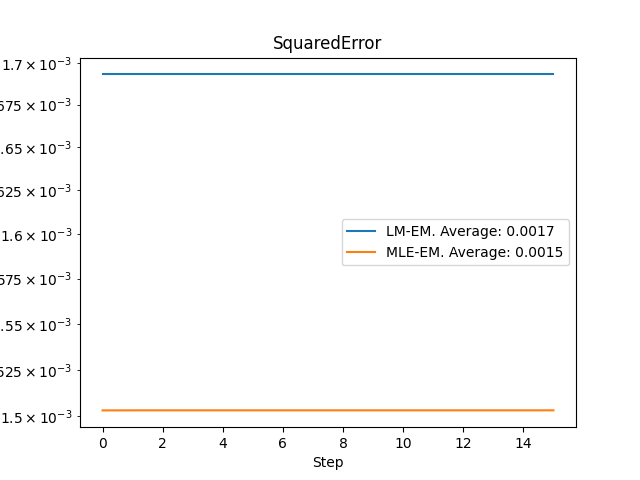 SquaredError
1.7 × 10⁻³
675 × 10⁻³
.65 × 10⁻³
625 × 10⁻³
1.6 × 10⁻³
575 × 10⁻³
.55 × 10⁻³
525 × 10⁻³
1.5 × 10⁻³
LM-EM. Average: 0.0017
MLE-EM. Average: 0.0015
0 2 4 6 8 10 12 14
Step